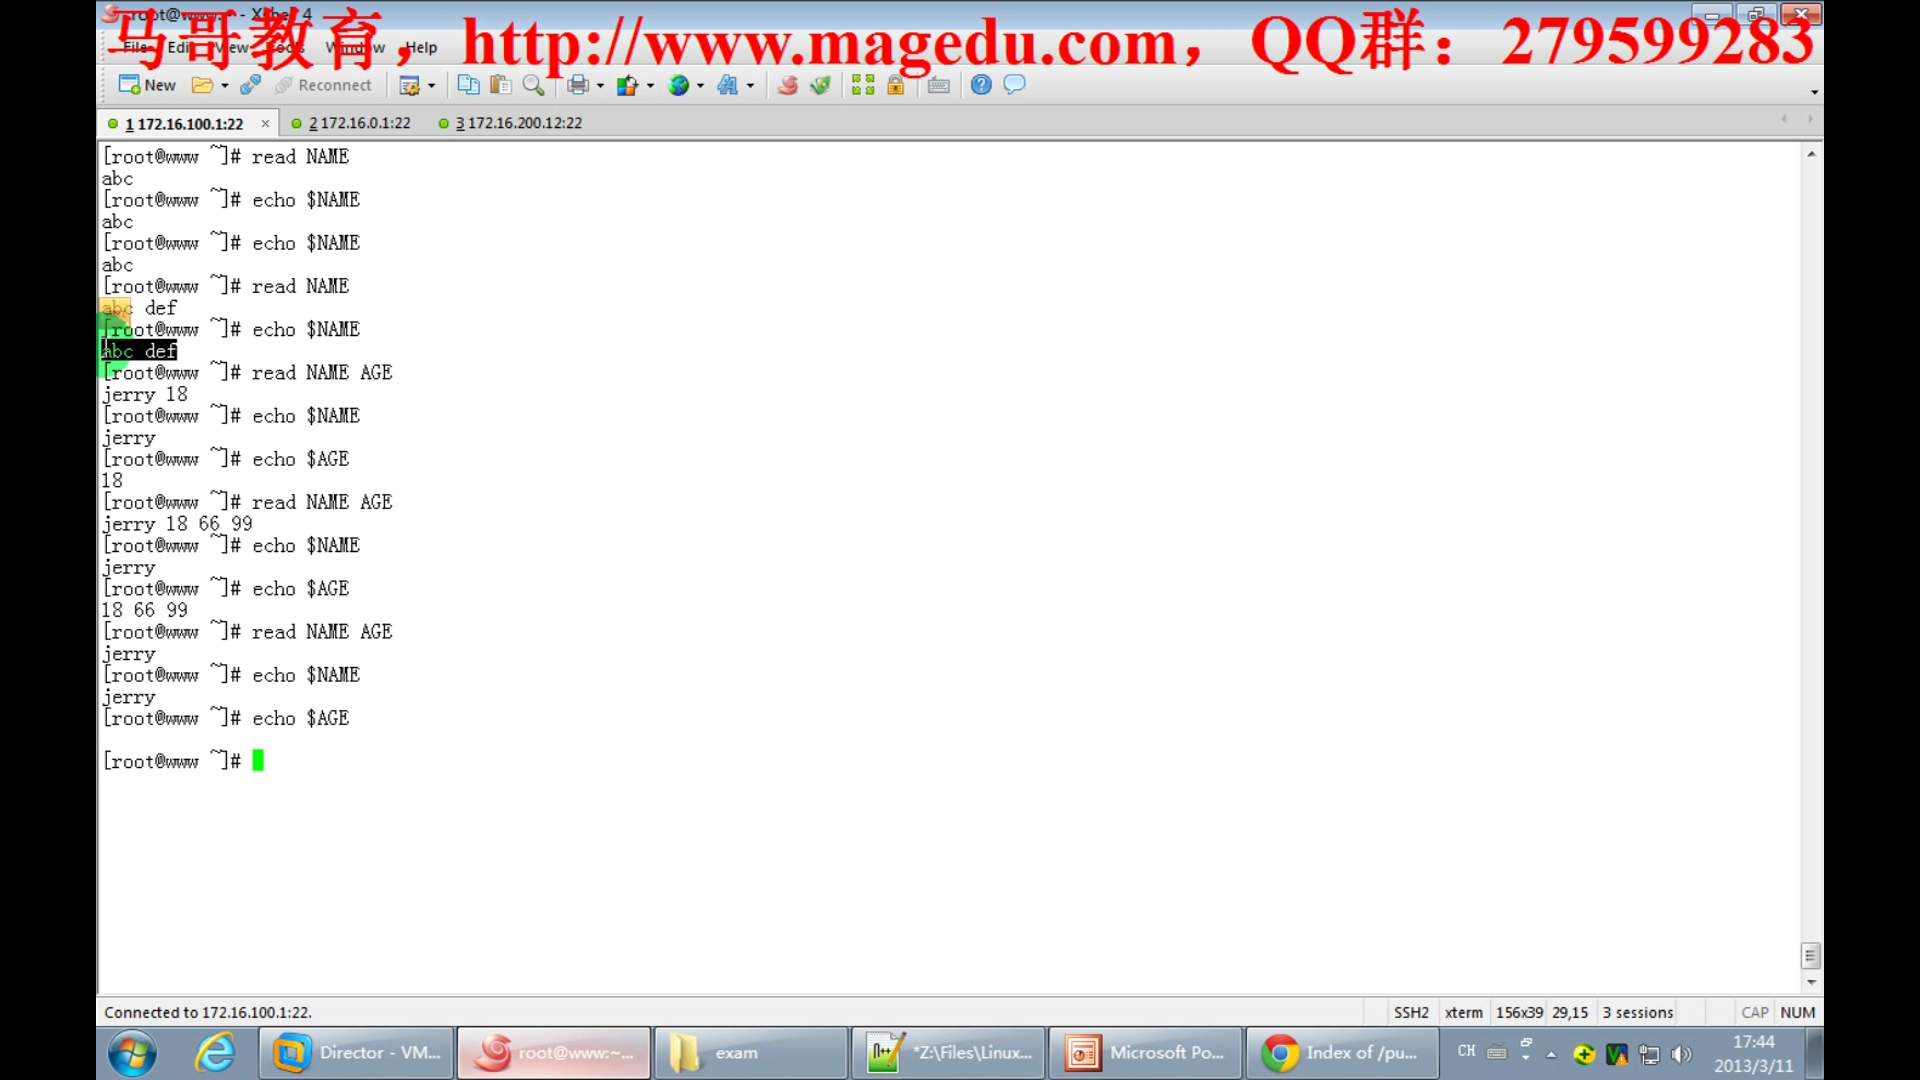 root@www:~ - Xshell 4
马哥教育，http://www.magedu.com，QQ群：279599283
File Edit View Tools Window Help
New Reconnect
1 172.16.100.1:22 × 2 172.16.0.1:22 3 172.16.200.12:22
[root@www ~]# read NAME
abc
[root@www ~]# echo $NAME
abc
[root@www ~]# echo $NAME
abc
[root@www ~]# read NAME
abc def
[root@www ~]# echo $NAME
abc def
[root@www ~]# read NAME AGE
jerry 18
[root@www ~]# echo $NAME
jerry
[root@www ~]# echo $AGE
18
[root@www ~]# read NAME AGE
jerry 18 66 99
[root@www ~]# echo $NAME
jerry
[root@www ~]# echo $AGE
18 66 99
[root@www ~]# read NAME AGE
jerry
[root@www ~]# echo $NAME
jerry
[root@www ~]# echo $AGE
[root@www ~]#
Connected to 172.16.100.1:22. SSH2 xterm 156x39 29,15 3 sessions CAP NUM
Director - VM... root@www:~... exam *Z:\Files\Linux... Microsoft Po... Index of /pu... CH 17:44
2013/3/11